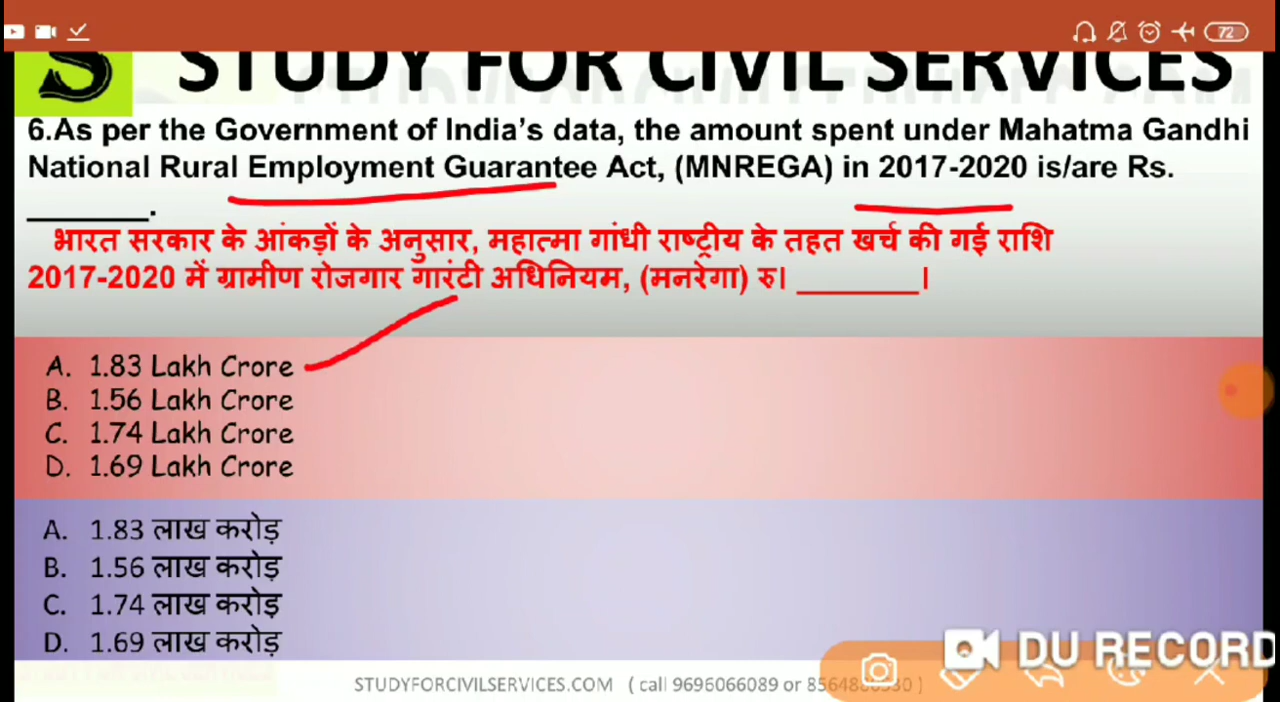 72
S STUDY FOR CIVIL SERVICES
6.As per the Government of India's data, the amount spent under Mahatma Gandhi
National Rural Employment Guarantee Act, (MNREGA) in 2017-2020 is/are Rs.
________.
भारत सरकार के आंकड़ों के अनुसार, महात्मा गांधी राष्ट्रीय के तहत खर्च की गई राशि
2017-2020 में ग्रामीण रोजगार गारंटी अधिनियम, (मनरेगा) रु। ________।
A. 1.83 Lakh Crore
B. 1.56 Lakh Crore
C. 1.74 Lakh Crore
D. 1.69 Lakh Crore
A. 1.83 लाख करोड़
B. 1.56 लाख करोड़
C. 1.74 लाख करोड़
D. 1.69 लाख करोड़
DU RECORD
STUDYFORCIVILSERVICES.COM ( call 9696066089 or )